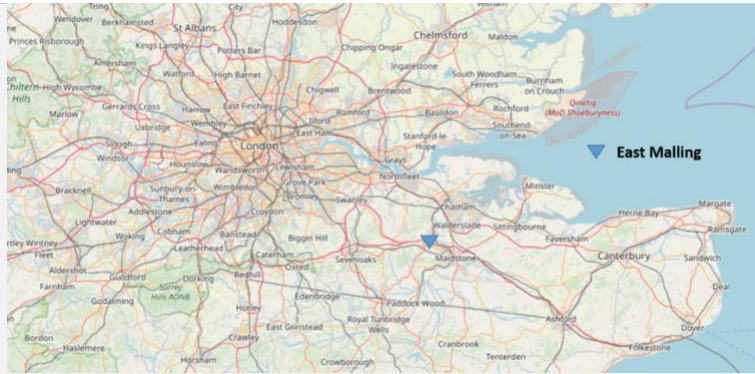 Tring
City
Wendover
Berkhamsted
St Albans
Hoddesdon
Chelmsford
Maldon
Princes Risborough
Kings Langley
Potters Bar
Chipping Ongar
Amersham
Ingatestone
Chiltern
High Wycombe
Hills
Watford
High Barnet
South Woodham
Ferrers
Burnham
on Crouch
Chigwell
Brentwood
Marlow
Gerrards Cross
Harrow
East Finchley
Ilford
Romford
Basildon
Rochford
Qinetiq
(MoD Shoeburyness)
Uxbridge
Wembley
East Ham
Southend
-on-Sea
Stanford-le-
Hope
Slough
Ealing
London
Grays
East Malling
Windsor
Hounslow
Wandsworth
Lewisham
Northfleet
Bracknell
Sunbury-on-
Thames
Wimbledon
Grove Park
Bromley
Swanley
Minster
Margate
Addlestone
Croydon
Chatham
Herne Bay
Ramsgate
Lightwater
Cobham
Banstead
Biggin Hill
Walderslade
Sittingbourne
Faversham
Woking
Leatherhead
Caterham
Oxted
Sevenoaks
Maidstone
Canterbury
Sandwich
Fleet
Aldershot
Guildford
Dorking
Redhill
Deal
Farnham
Surrey
Hills AONB
Godalming
Horley
Edenbridge
Paddock Wood
East Grinstead
Royal Tunbridge
Wells
Ashford
Dover
Bordon
Haslemere
Crawley
Cranbrook
Folkestone
Horsham
Crowborough
Tenterden